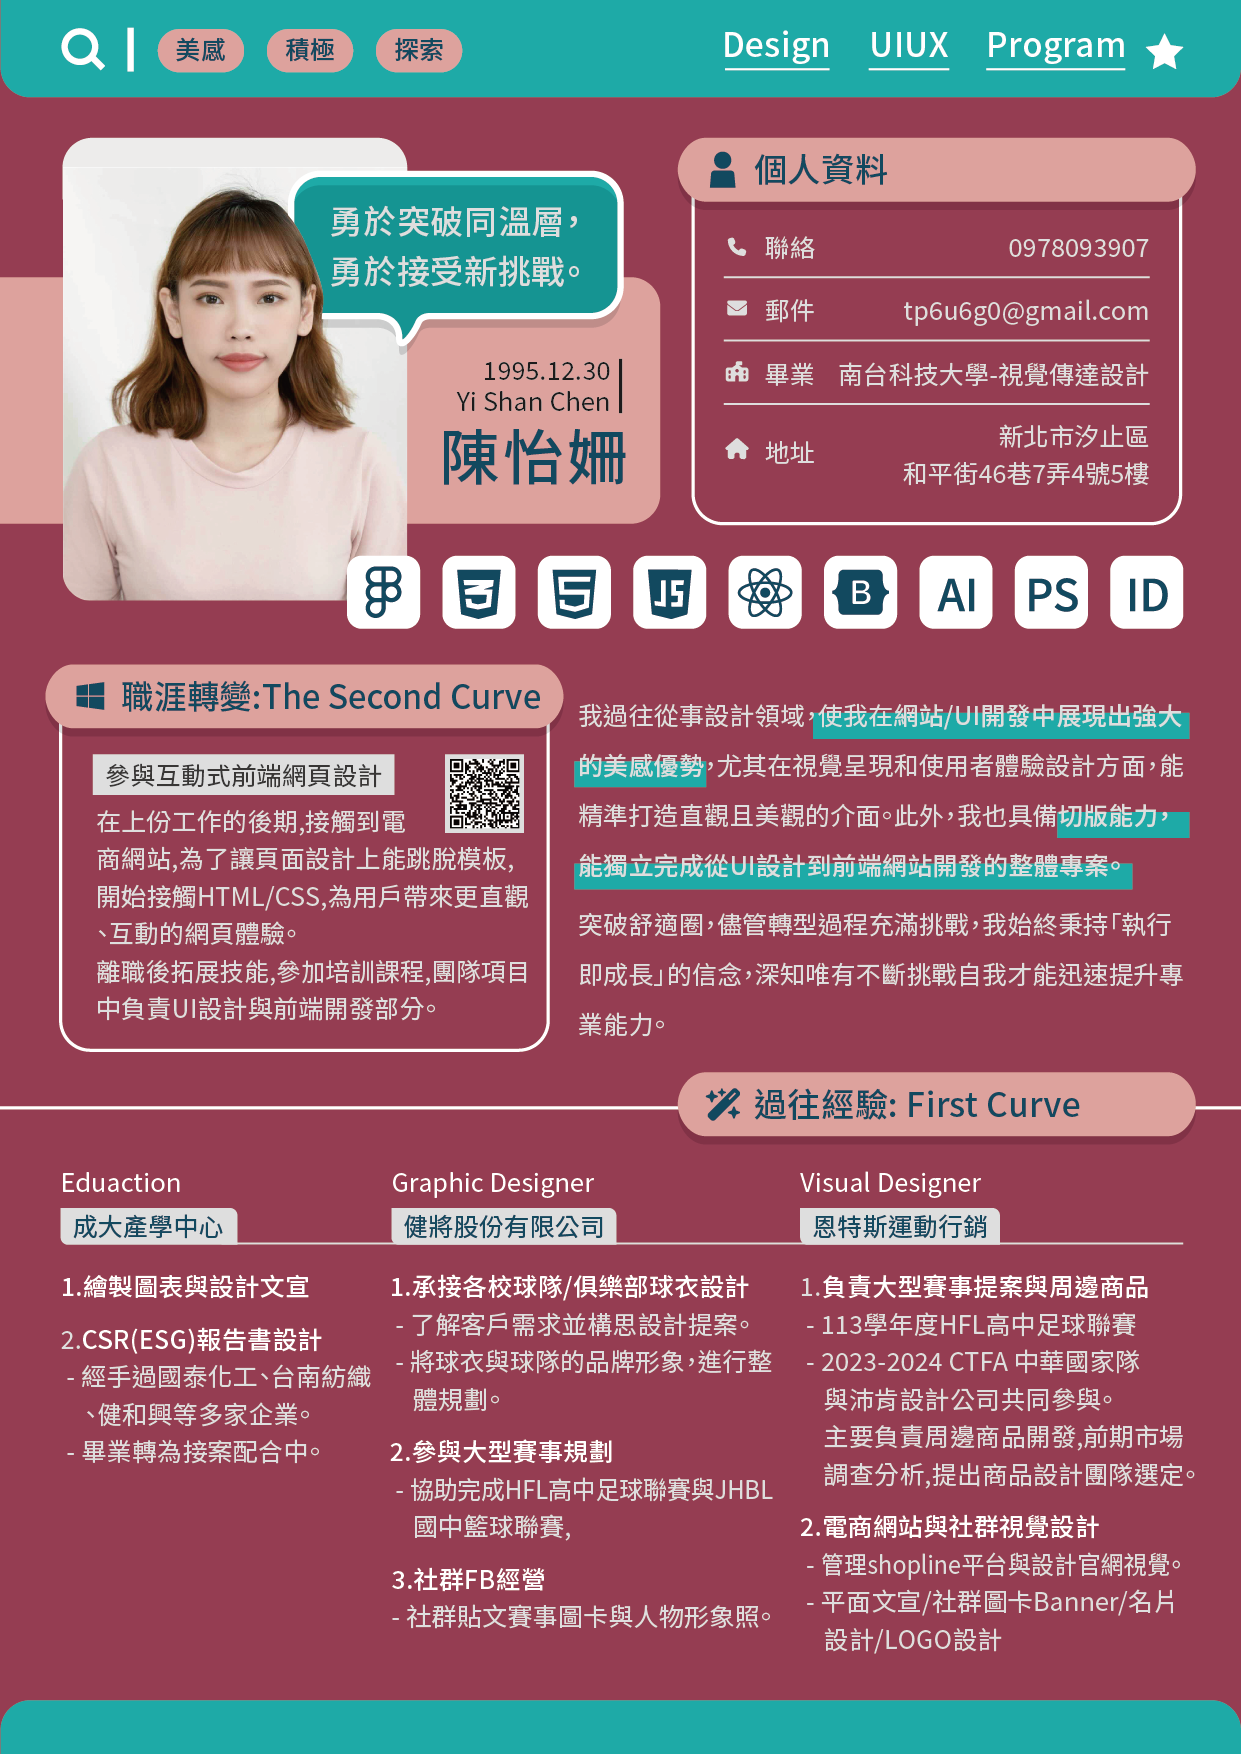 美感 積極 探索
Design UIUX Program
勇於突破同溫層，
勇於接受新挑戰。
1995.12.30
Yi Shan Chen
陳怡姍
個人資料
聯絡 0978093907
郵件 tp6u6g0@gmail.com
畢業 南台科技大學-視覺傳達設計
地址 新北市汐止區
和平街46巷7弄4號5樓
3 5 JS B AI PS ID
職涯轉變:The Second Curve
參與互動式前端網頁設計
在上份工作的後期,接觸到電
商網站,為了讓頁面設計上能跳脫模板,
開始接觸HTML/CSS,為用戶帶來更直觀
、互動的網頁體驗。
離職後拓展技能,參加培訓課程,團隊項目
中負責UI設計與前端開發部分。
我過往從事設計領域，使我在網站/UI開發中展現出強大
的美感優勢，尤其在視覺呈現和使用者體驗設計方面，能
精準打造直觀且美觀的介面。此外，我也具備切版能力，
能獨立完成從UI設計到前端網站開發的整體專案。
突破舒適圈，儘管轉型過程充滿挑戰，我始終秉持「執行
即成長」的信念，深知唯有不斷挑戰自我才能迅速提升專
業能力。
過往經驗: First Curve
Eduaction
成大產學中心
1.繪製圖表與設計文宣
2.CSR(ESG)報告書設計
- 經手過國泰化工、台南紡織
、健和興等多家企業。
- 畢業轉為接案配合中。
Graphic Designer
健將股份有限公司
1.承接各校球隊/俱樂部球衣設計
- 了解客戶需求並構思設計提案。
- 將球衣與球隊的品牌形象，進行整
體規劃。
2.參與大型賽事規劃
- 協助完成HFL高中足球聯賽與JHBL
國中籃球聯賽,
3.社群FB經營
- 社群貼文賽事圖卡與人物形象照。
Visual Designer
恩特斯運動行銷
1.負責大型賽事提案與周邊商品
- 113學年度HFL高中足球聯賽
- 2023-2024 CTFA 中華國家隊
與沛肯設計公司共同參與。
主要負責周邊商品開發,前期市場
調查分析,提出商品設計團隊選定。
2.電商網站與社群視覺設計
- 管理shopline平台與設計官網視覺。
- 平面文宣/社群圖卡Banner/名片
設計/LOGO設計